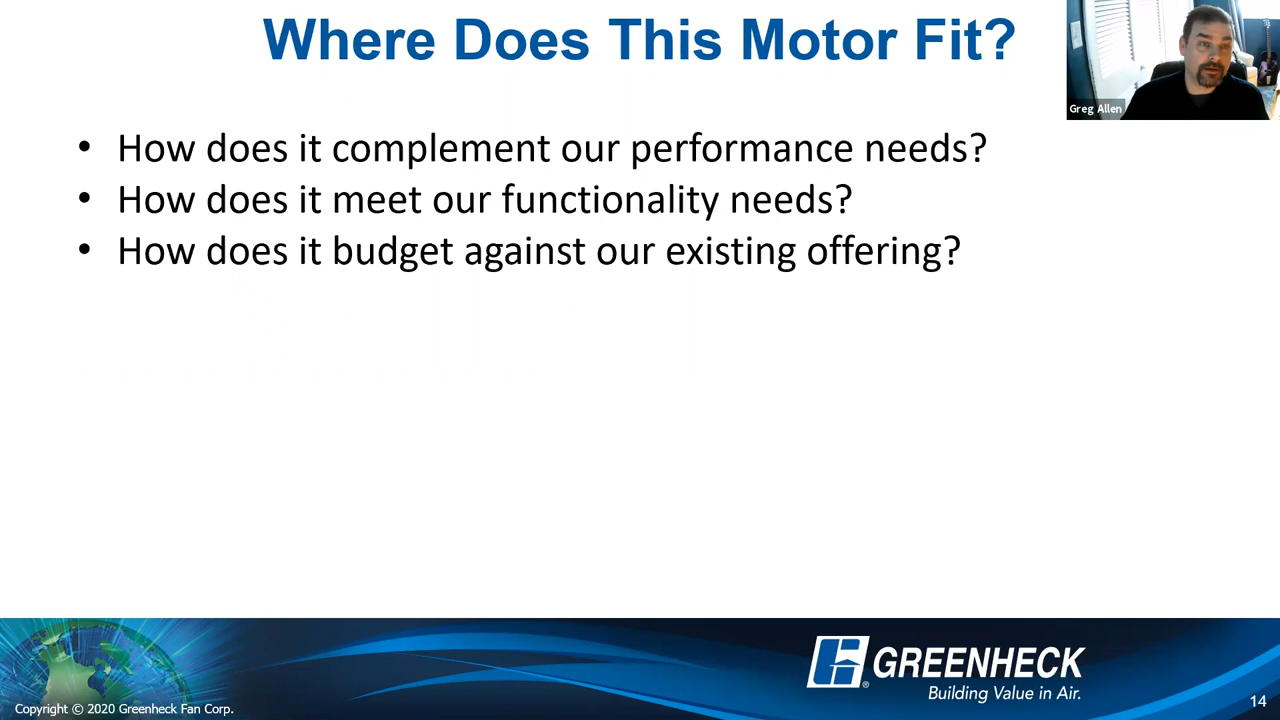 Where Does This Motor Fit?
Greg Allen
• How does it complement our performance needs?
• How does it meet our functionality needs?
• How does it budget against our existing offering?
GREENHECK
®
Building Value in Air.
Copyright © 2020 Greenheck Fan Corp.
14